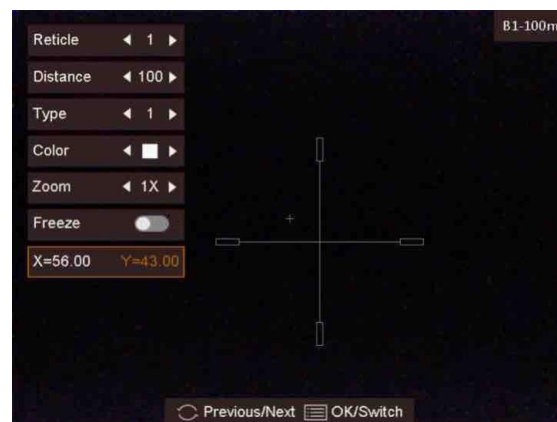 B1-100m
Reticle 1
Distance 100
Type 1
Color
Zoom 1X
Freeze
X=56.00 Y=43.00
Previous/Next OK/Switch